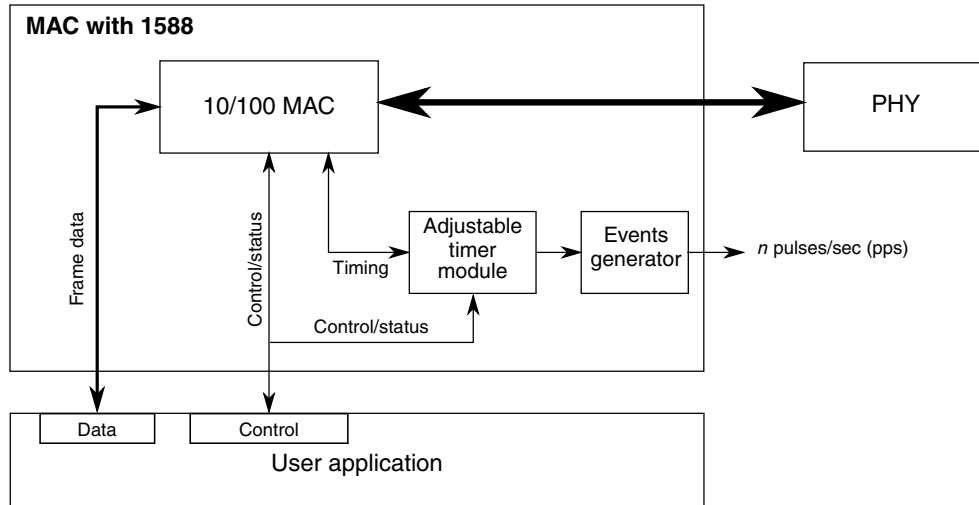 MAC with 1588
10/100 MAC
PHY
Frame data
Control/status
Timing
Adjustable
timer
module
Events
generator
n pulses/sec (pps)
Control/status
Data
Control
User application